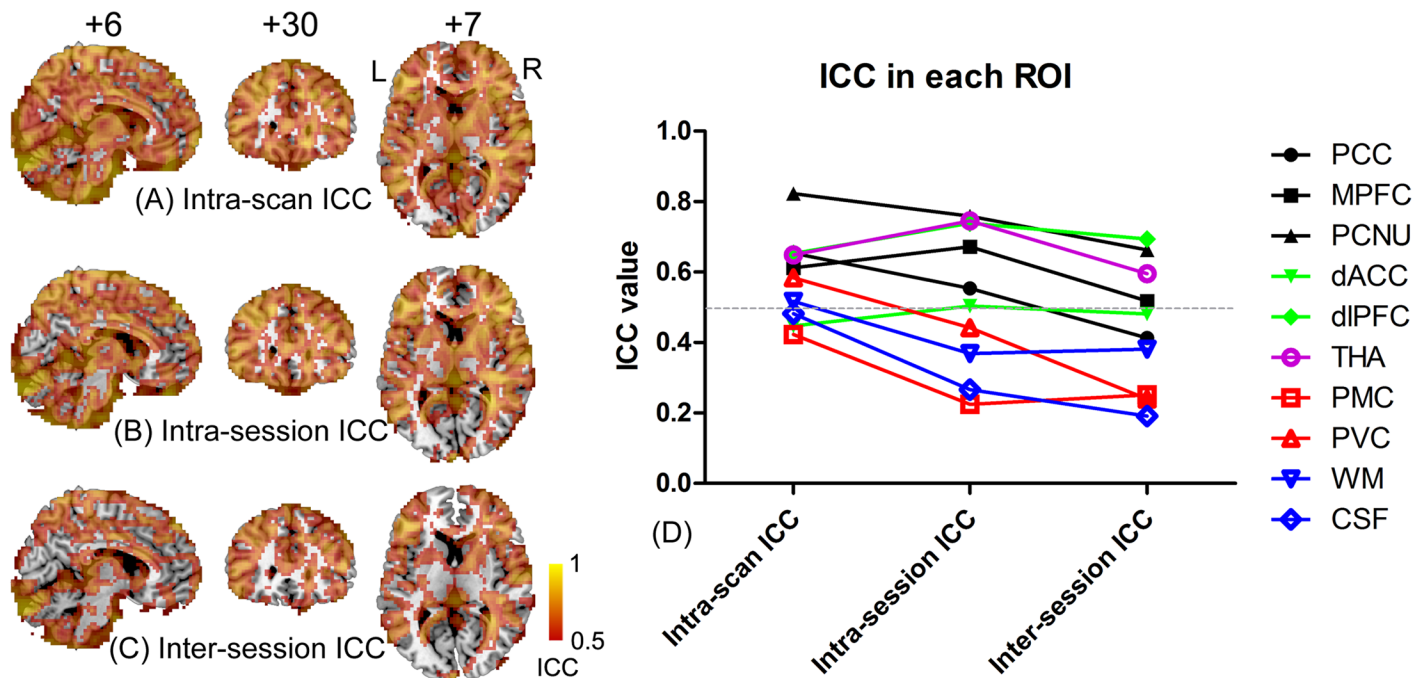 +6
+30
+7
L
R
(A) Intra-scan ICC
(B) Intra-session ICC
(C) Inter-session ICC
1
0.5
ICC
ICC in each ROI
ICC value
1.0
0.8
0.6
0.4
0.2
0.0
(D)
Intra-scan ICC
Intra-session ICC
Inter-session ICC
PCC
MPFC
PCNU
dACC
dlPFC
THA
PMC
PVC
WM
CSF